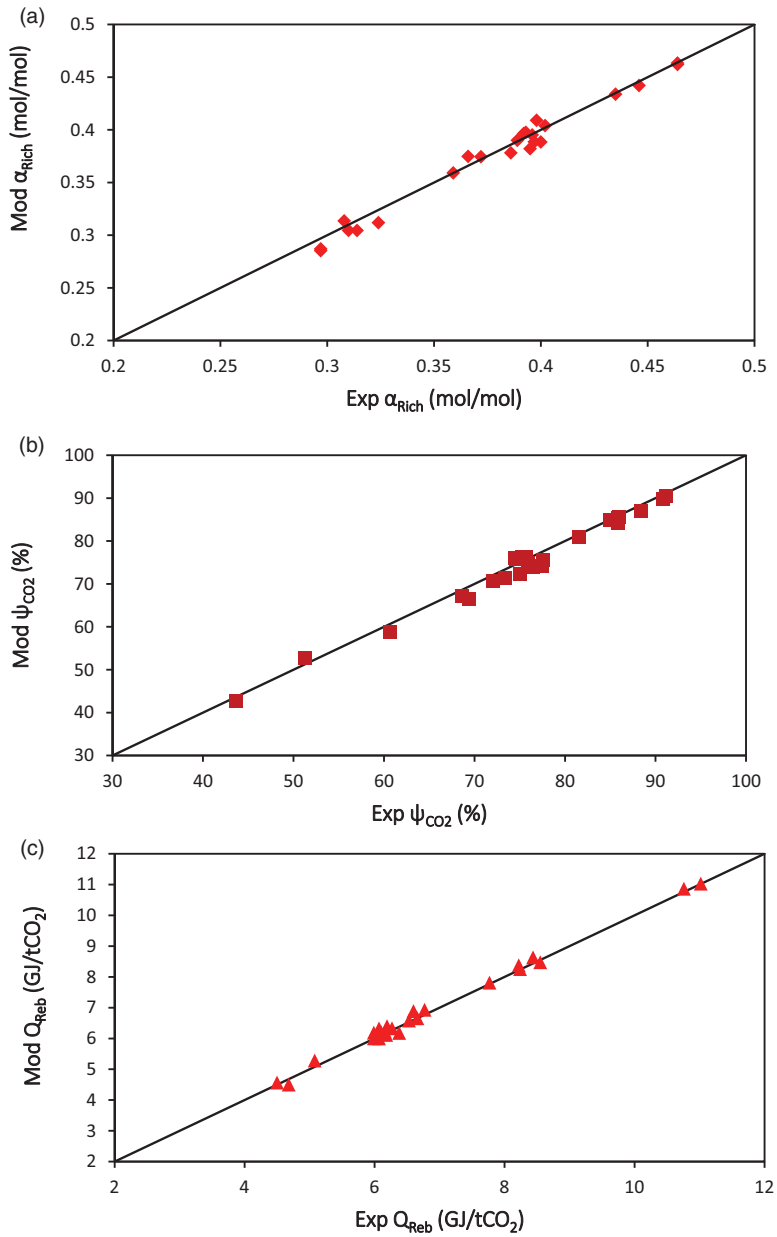 (a)
0.5
0.45
0.4
0.35
0.3
0.25
0.2
Mod αRich (mol/mol)
0.2 0.25 0.3 0.35 0.4 0.45 0.5
Exp αRich (mol/mol)
(b)
100
90
80
70
60
50
40
30
Mod ψCO2 (%)
30 40 50 60 70 80 90 100
Exp ψCO2 (%)
(c)
12
11
10
9
8
7
6
5
4
3
2
Mod QReb (GJ/tCO2)
2 4 6 8 10 12
Exp QReb (GJ/tCO2)